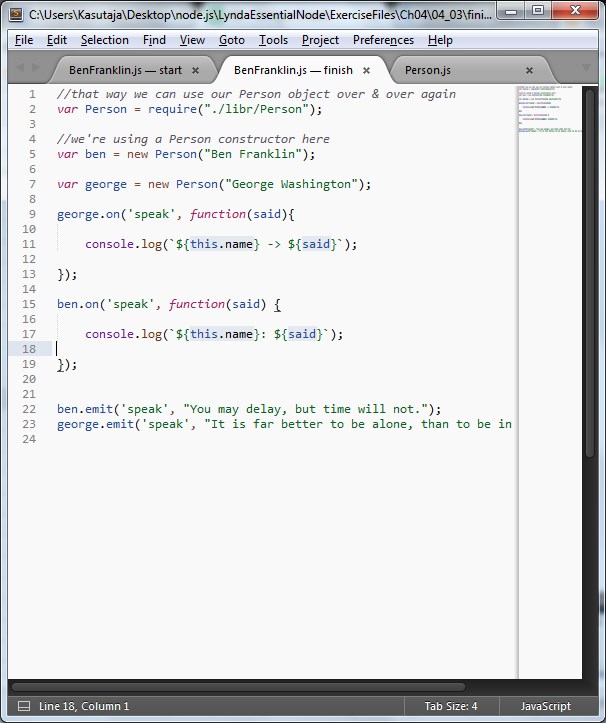 C:\Users\Kasutaja\Desktop\node.js\LyndaEssentialNode\ExerciseFiles\Ch04\04_03\fini...
File Edit Selection Find View Goto Tools Project Preferences Help
BenFranklin.js — start × BenFranklin.js — finish × Person.js ×
1 //that way we can use our Person object over & over again
2 var Person = require("./libr/Person");
3
4 //we're using a Person constructor here
5 var ben = new Person("Ben Franklin");
6
7 var george = new Person("George Washington");
8
9 george.on('speak', function(said){
10
11 console.log(`${this.name} -> ${said}`);
12
13 });
14
15 ben.on('speak', function(said) {
16
17 console.log(`${this.name}: ${said}`);
18
19 });
20
21
22 ben.emit('speak', "You may delay, but time will not.");
23 george.emit('speak', "It is far better to be alone, than to be in
24
Line 18, Column 1 Tab Size: 4 JavaScript